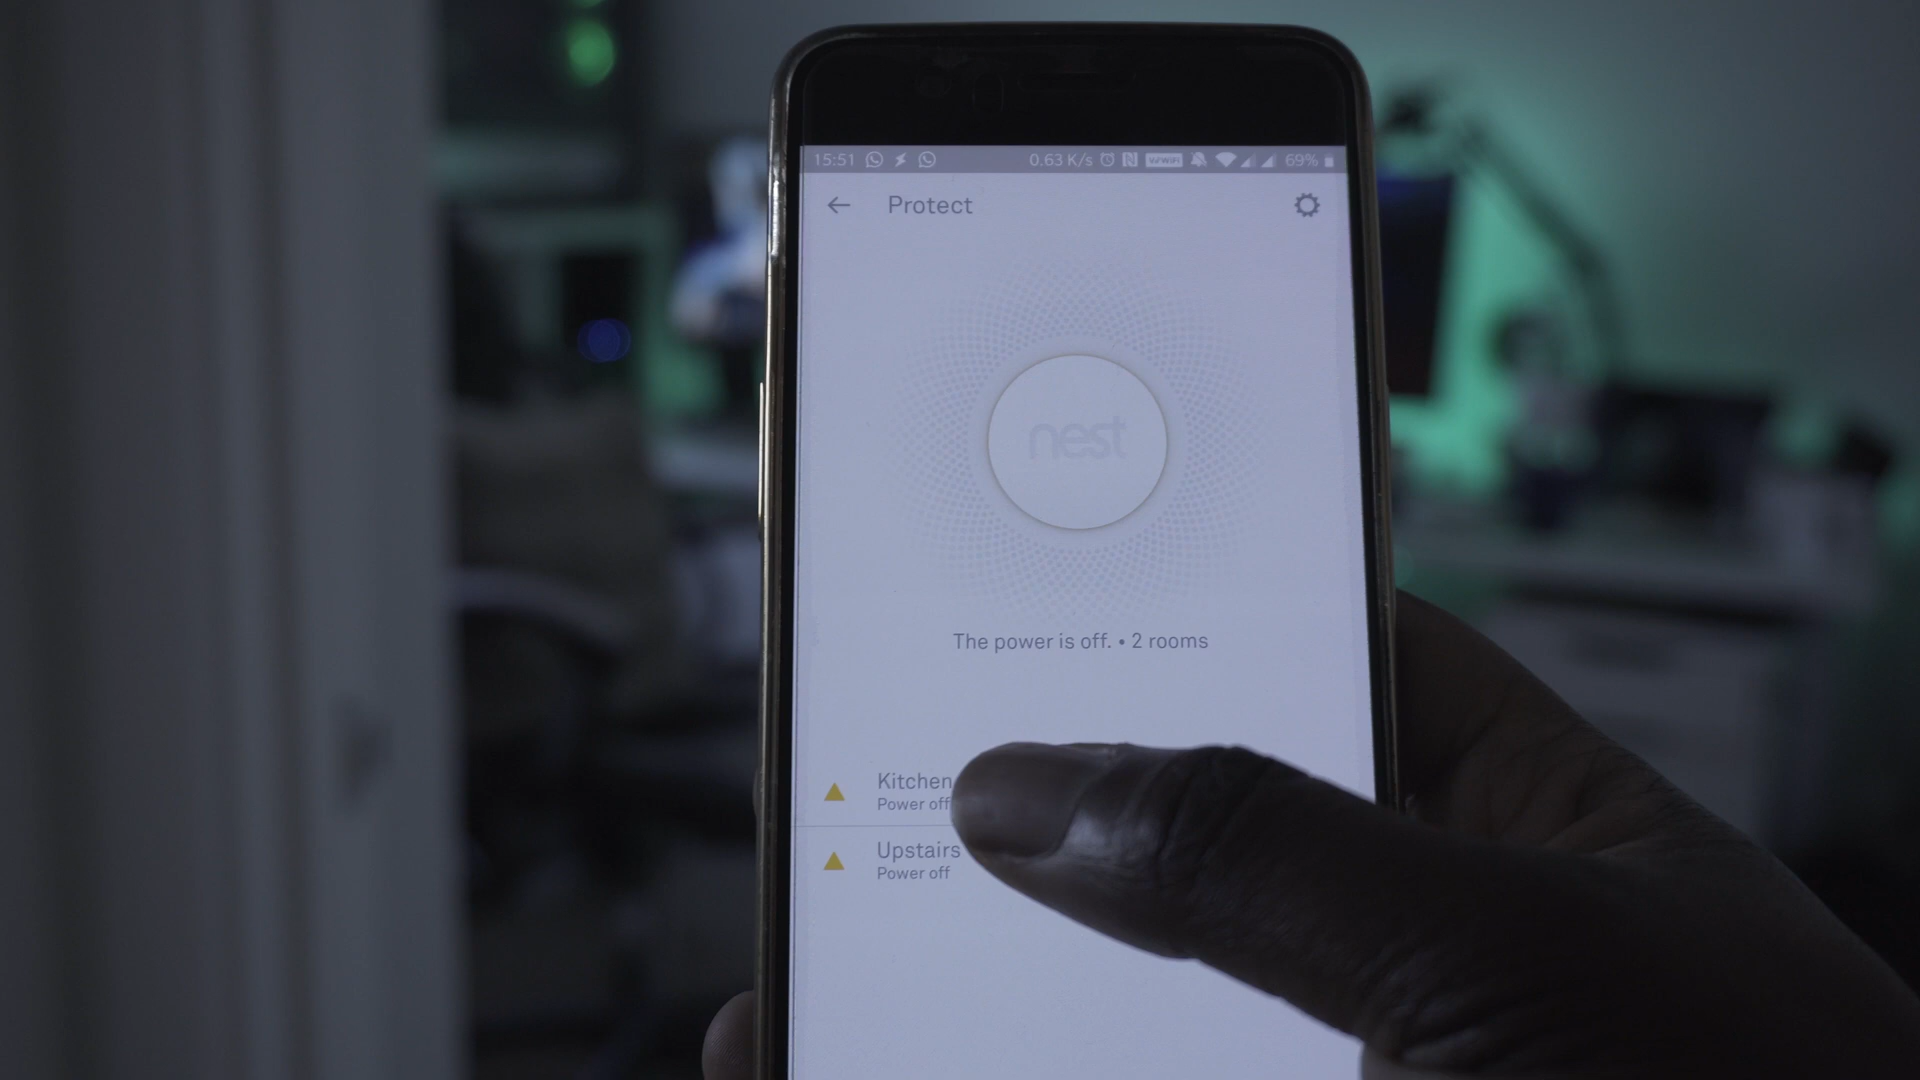 15:51 0.63 K/s VoWiFi 69%
Protect
nest
The power is off. • 2 rooms
Kitchen
Power off
Upstairs
Power off